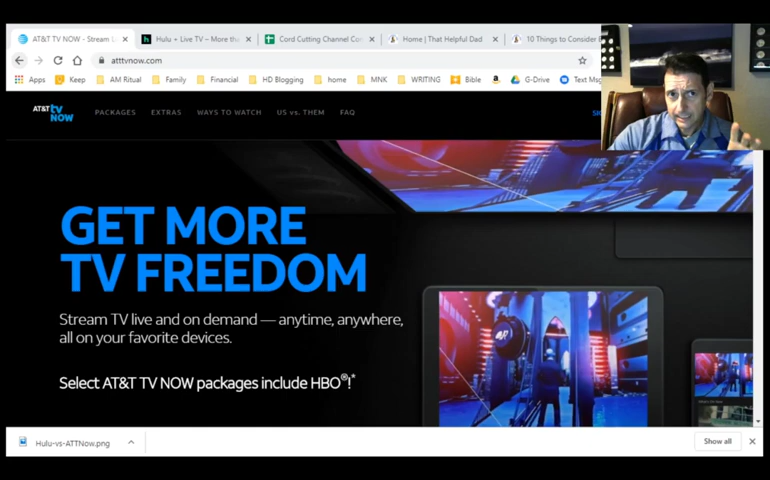 AT&T TV NOW - Stream L
Hulu + Live TV – More tha
Cord Cutting Channel Co
Home | That Helpful Dad
10 Things to Consider B
atttvnow.com
Apps
Keep
AM Ritual
Family
Financial
HD Blogging
home
MNK
WRITING
Bible
G-Drive
Text Msg
AT&T tv NOW
PACKAGES
EXTRAS
WAYS TO WATCH
US vs. THEM
FAQ
GET MORE
TV FREEDOM
Stream TV live and on demand — anytime, anywhere,
all on your favorite devices.
Select AT&T TV NOW packages include HBO®!*
Hulu-vs-ATTNow.png
Show all